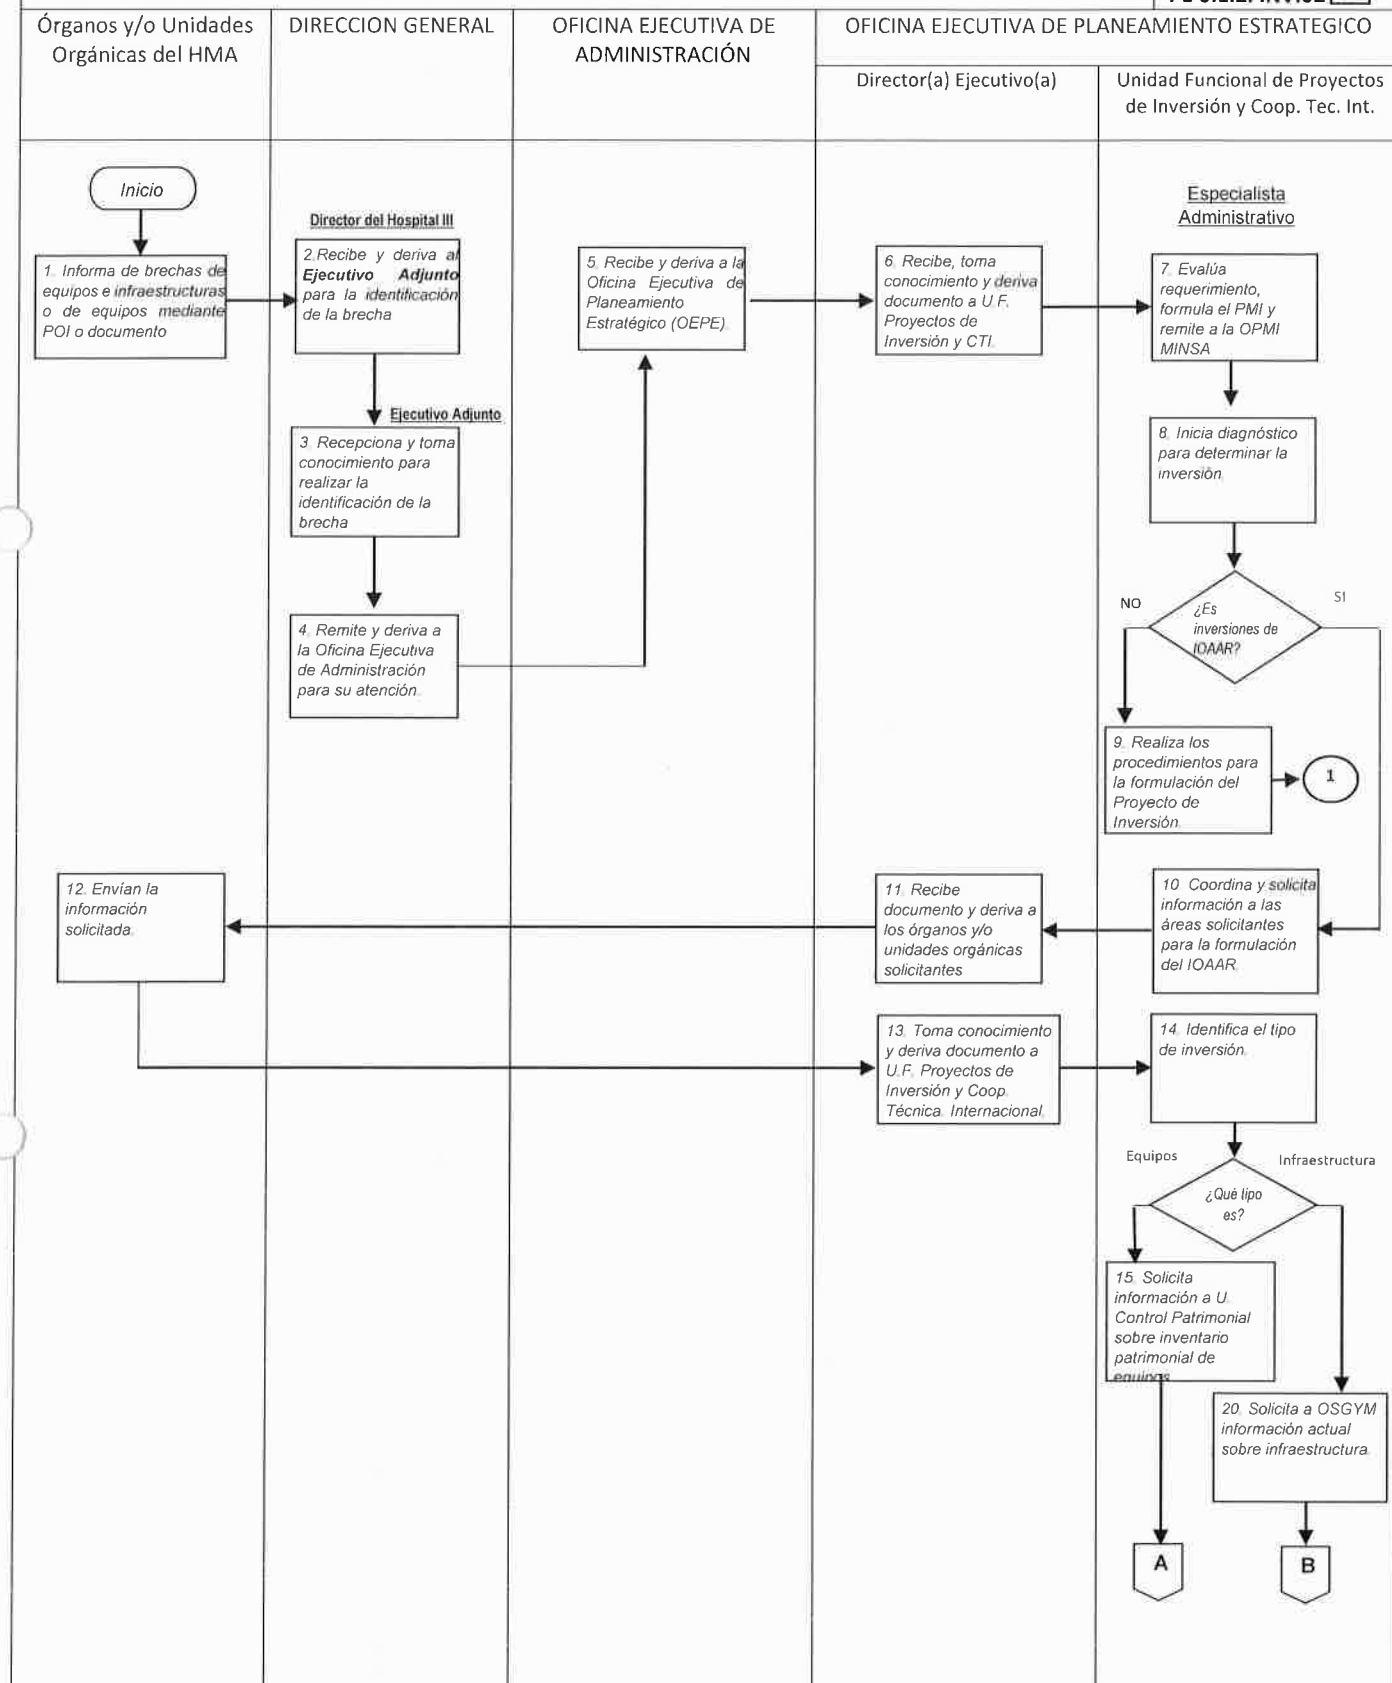 Órganos y/o Unidades
Orgánicas del HMA
DIRECCION GENERAL
OFICINA EJECUTIVA DE
ADMINISTRACIÓN
OFICINA EJECUTIVA DE PLANEAMIENTO ESTRATEGICO
Director(a) Ejecutivo(a)
Unidad Funcional de Proyectos
de Inversión y Coop. Tec. Int.
Inicio
1. Informa de brechas de
equipos e infraestructuras
o de equipos mediante
POI o documento
Director del Hospital III
2.Recibe y deriva al
Ejecutivo Adjunto
para la identificación
de la brecha
Ejecutivo Adjunto
3. Recepciona y toma
conocimiento para
realizar la
identificación de la
brecha
4. Remite y deriva a
la Oficina Ejecutiva
de Administración
para su atención.
5. Recibe y deriva a la
Oficina Ejecutiva de
Planeamiento
Estratégico (OEPE).
6. Recibe, toma
conocimiento y deriva
documento a U.F.
Proyectos de
Inversión y CTI.
Especialista
Administrativo
7. Evalúa
requerimiento,
formula el PMI y
remite a la OPMI
MINSA
8. Inicia diagnóstico
para determinar la
inversión.
¿Es
inversiones de
IOAAR?
NO
SI
9. Realiza los
procedimientos para
la formulación del
Proyecto de
Inversión.
1
10. Coordina y solicita
información a las
áreas solicitantes
para la formulación
del IOAAR.
11. Recibe
documento y deriva a
los órganos y/o
unidades orgánicas
solicitantes
12. Envían la
información
solicitada.
13. Toma conocimiento
y deriva documento a
U.F. Proyectos de
Inversión y Coop.
Técnica. Internacional.
14. Identifica el tipo
de inversión.
Equipos
Infraestructura
¿Qué tipo
es?
15. Solicita
información a U.
Control Patrimonial
sobre inventario
patrimonial de
equipos
20. Solicita a OSGYM
información actual
sobre infraestructura.
A
B